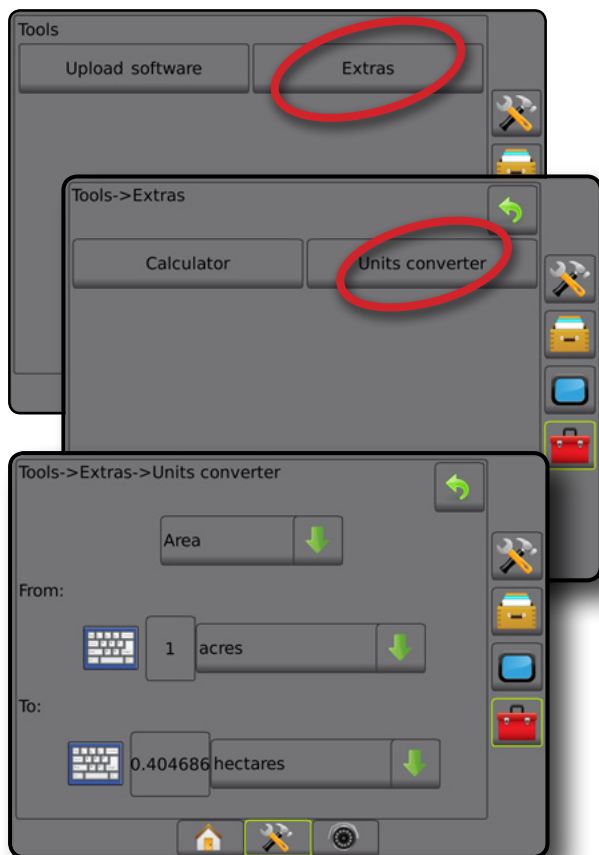 Tools
Upload software
Extras
Tools->Extras
Calculator
Units converter
Tools->Extras->Units converter
Area
From:
1 acres
To:
0.404686 hectares